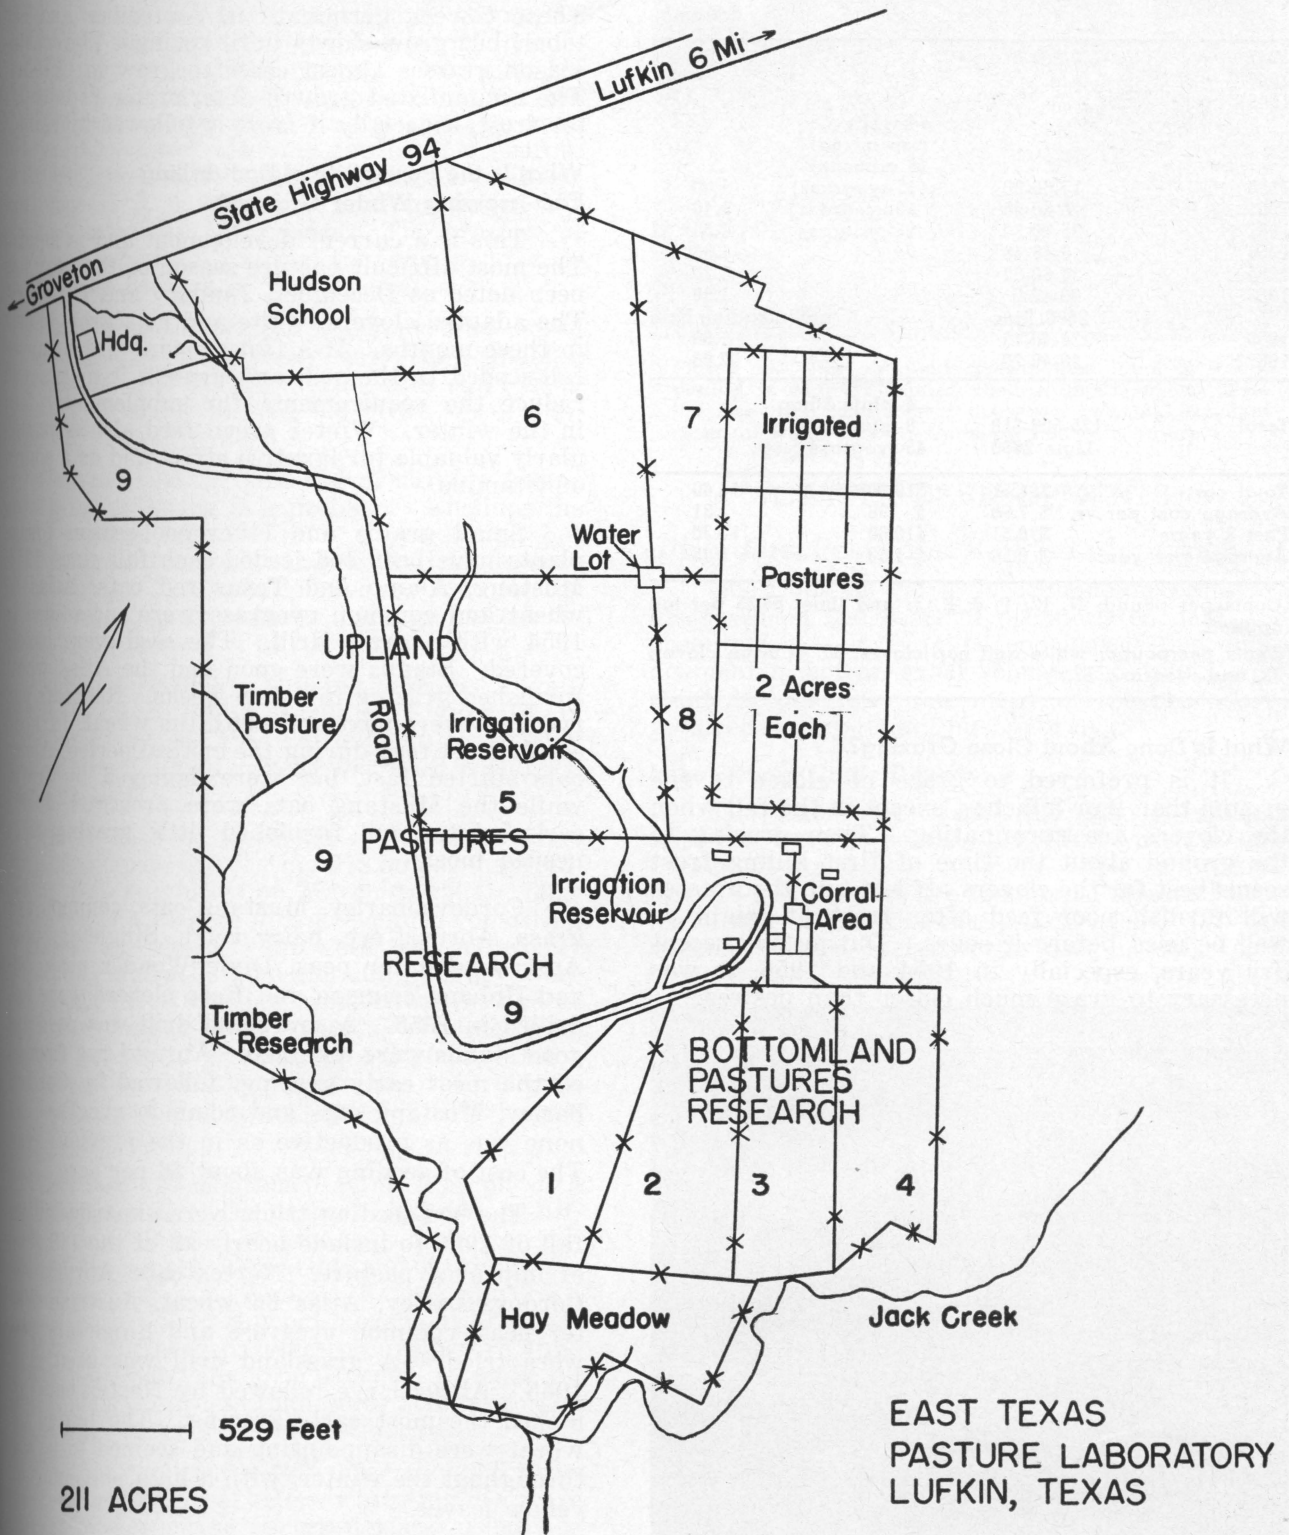 Lufkin 6 Mi
State Highway 94
Groveton
Hudson
School
Hdq.
6
7
Irrigated
9
Water
Lot
Pastures
UPLAND
Timber
Pasture
Road
Irrigation
Reservoir
2 Acres
Each
8
5
PASTURES
9
Irrigation
Reservoir
Corral
Area
RESEARCH
9
Timber
Research
BOTTOMLAND
PASTURES
RESEARCH
1
2
3
4
Hay Meadow
Jack Creek
529 Feet
211 ACRES
EAST TEXAS
PASTURE LABORATORY
LUFKIN, TEXAS